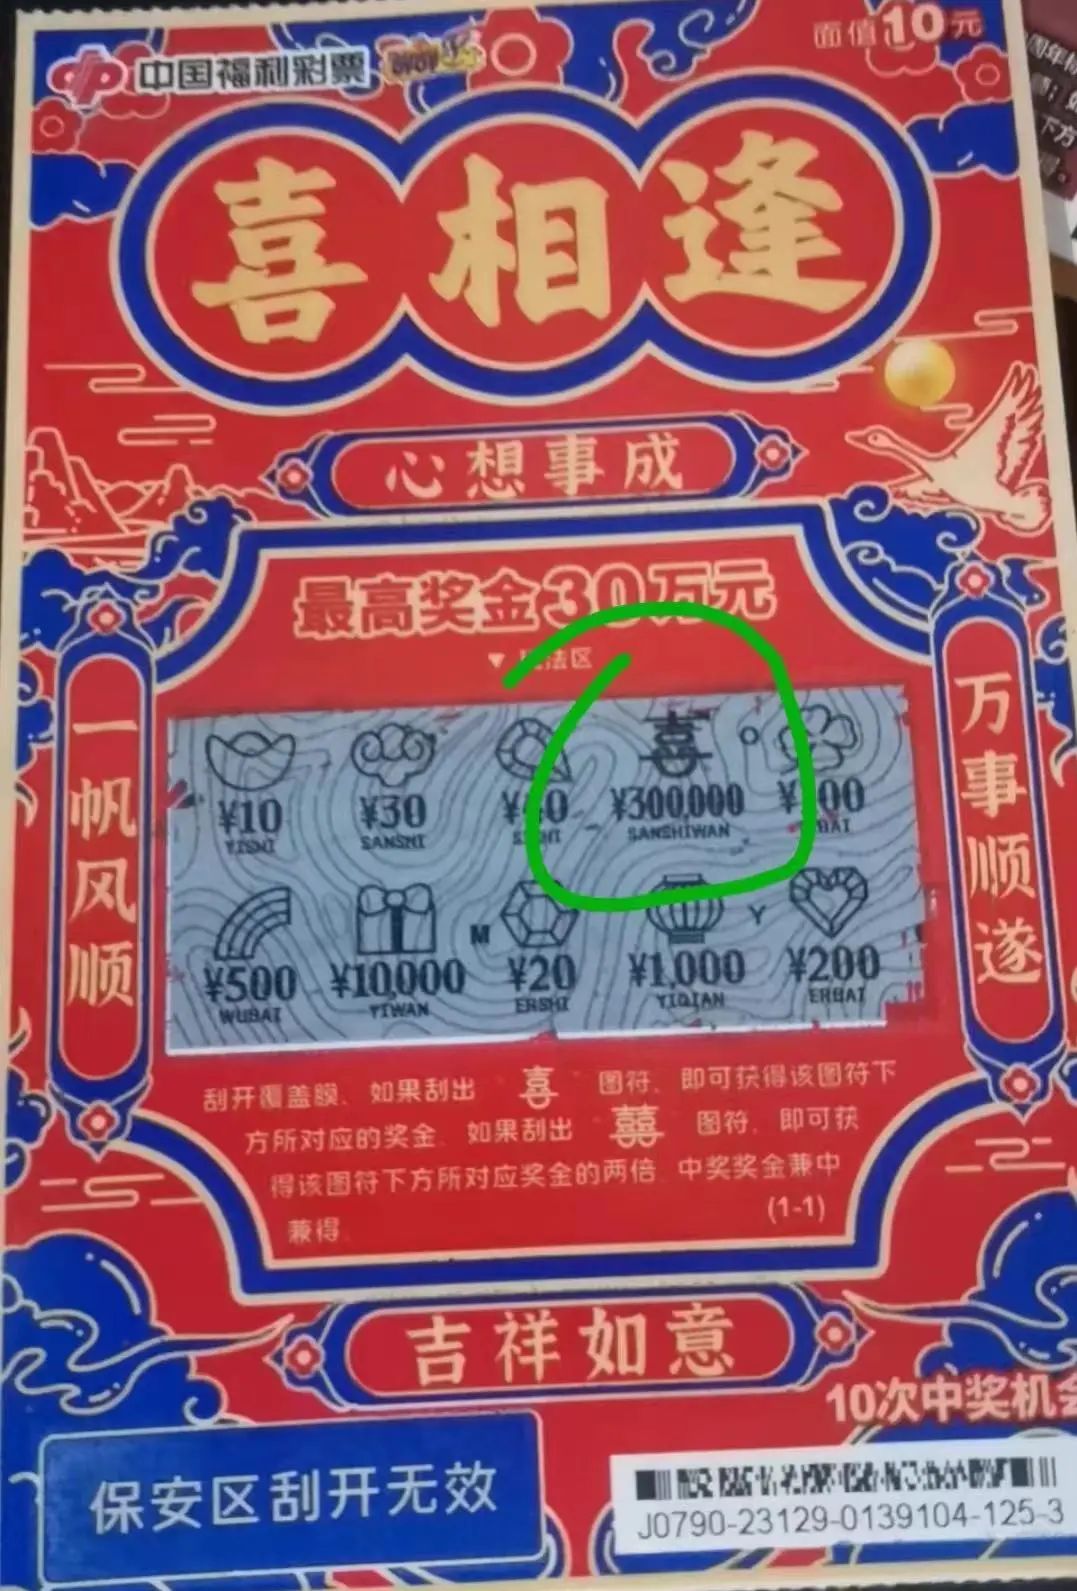 中国福利彩票
面值10元
喜相逢
心想事成
最高奖金30万元
一帆风顺
万事顺遂
喜 O
¥10 ¥30 ¥300,000
YISHI SANSHI SANSHIWAN
M Y
¥500 ¥10,000 ¥20 ¥1,000 ¥200
WUBAI YIWAN ERSHI YIQIAN ERBAI
刮开覆盖膜，如果刮出 喜 图符，即可获得该图符下
方所对应的奖金，如果刮出 囍 图符，即可获
得该图符下方所对应奖金的两倍，中奖奖金兼中
兼得。
(1-1)
吉祥如意
10次中奖机会
保安区刮开无效
J0790-23129-0139104-125-3